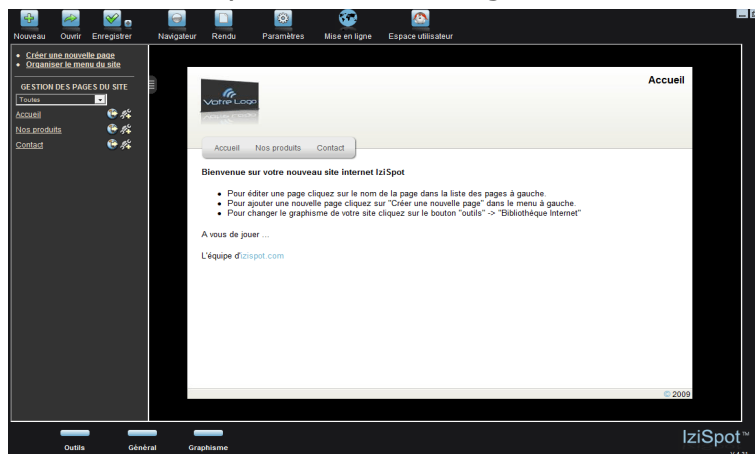 Nouveau Ouvrir Enregistrer Navigateur Rendu Paramètres Mise en ligne Espace utilisateur
Créer une nouvelle page
Organiser le menu du site
GESTION DES PAGES DU SITE
Toutes
Accueil
Nos produits
Contact
Accueil
Votre Logo
Accueil Nos produits Contact
Bienvenue sur votre nouveau site internet IziSpot
Pour éditer une page cliquez sur le nom de la page dans la liste des pages à gauche.
Pour ajouter une nouvelle page cliquez sur "Créer une nouvelle page" dans le menu à gauche.
Pour changer le graphisme de votre site cliquez sur le bouton "outils" -> "Bibliothèque Internet"
A vous de jouer ...
L'équipe d'izispot.com
© 2009
Outils Général Graphisme
IziSpot™